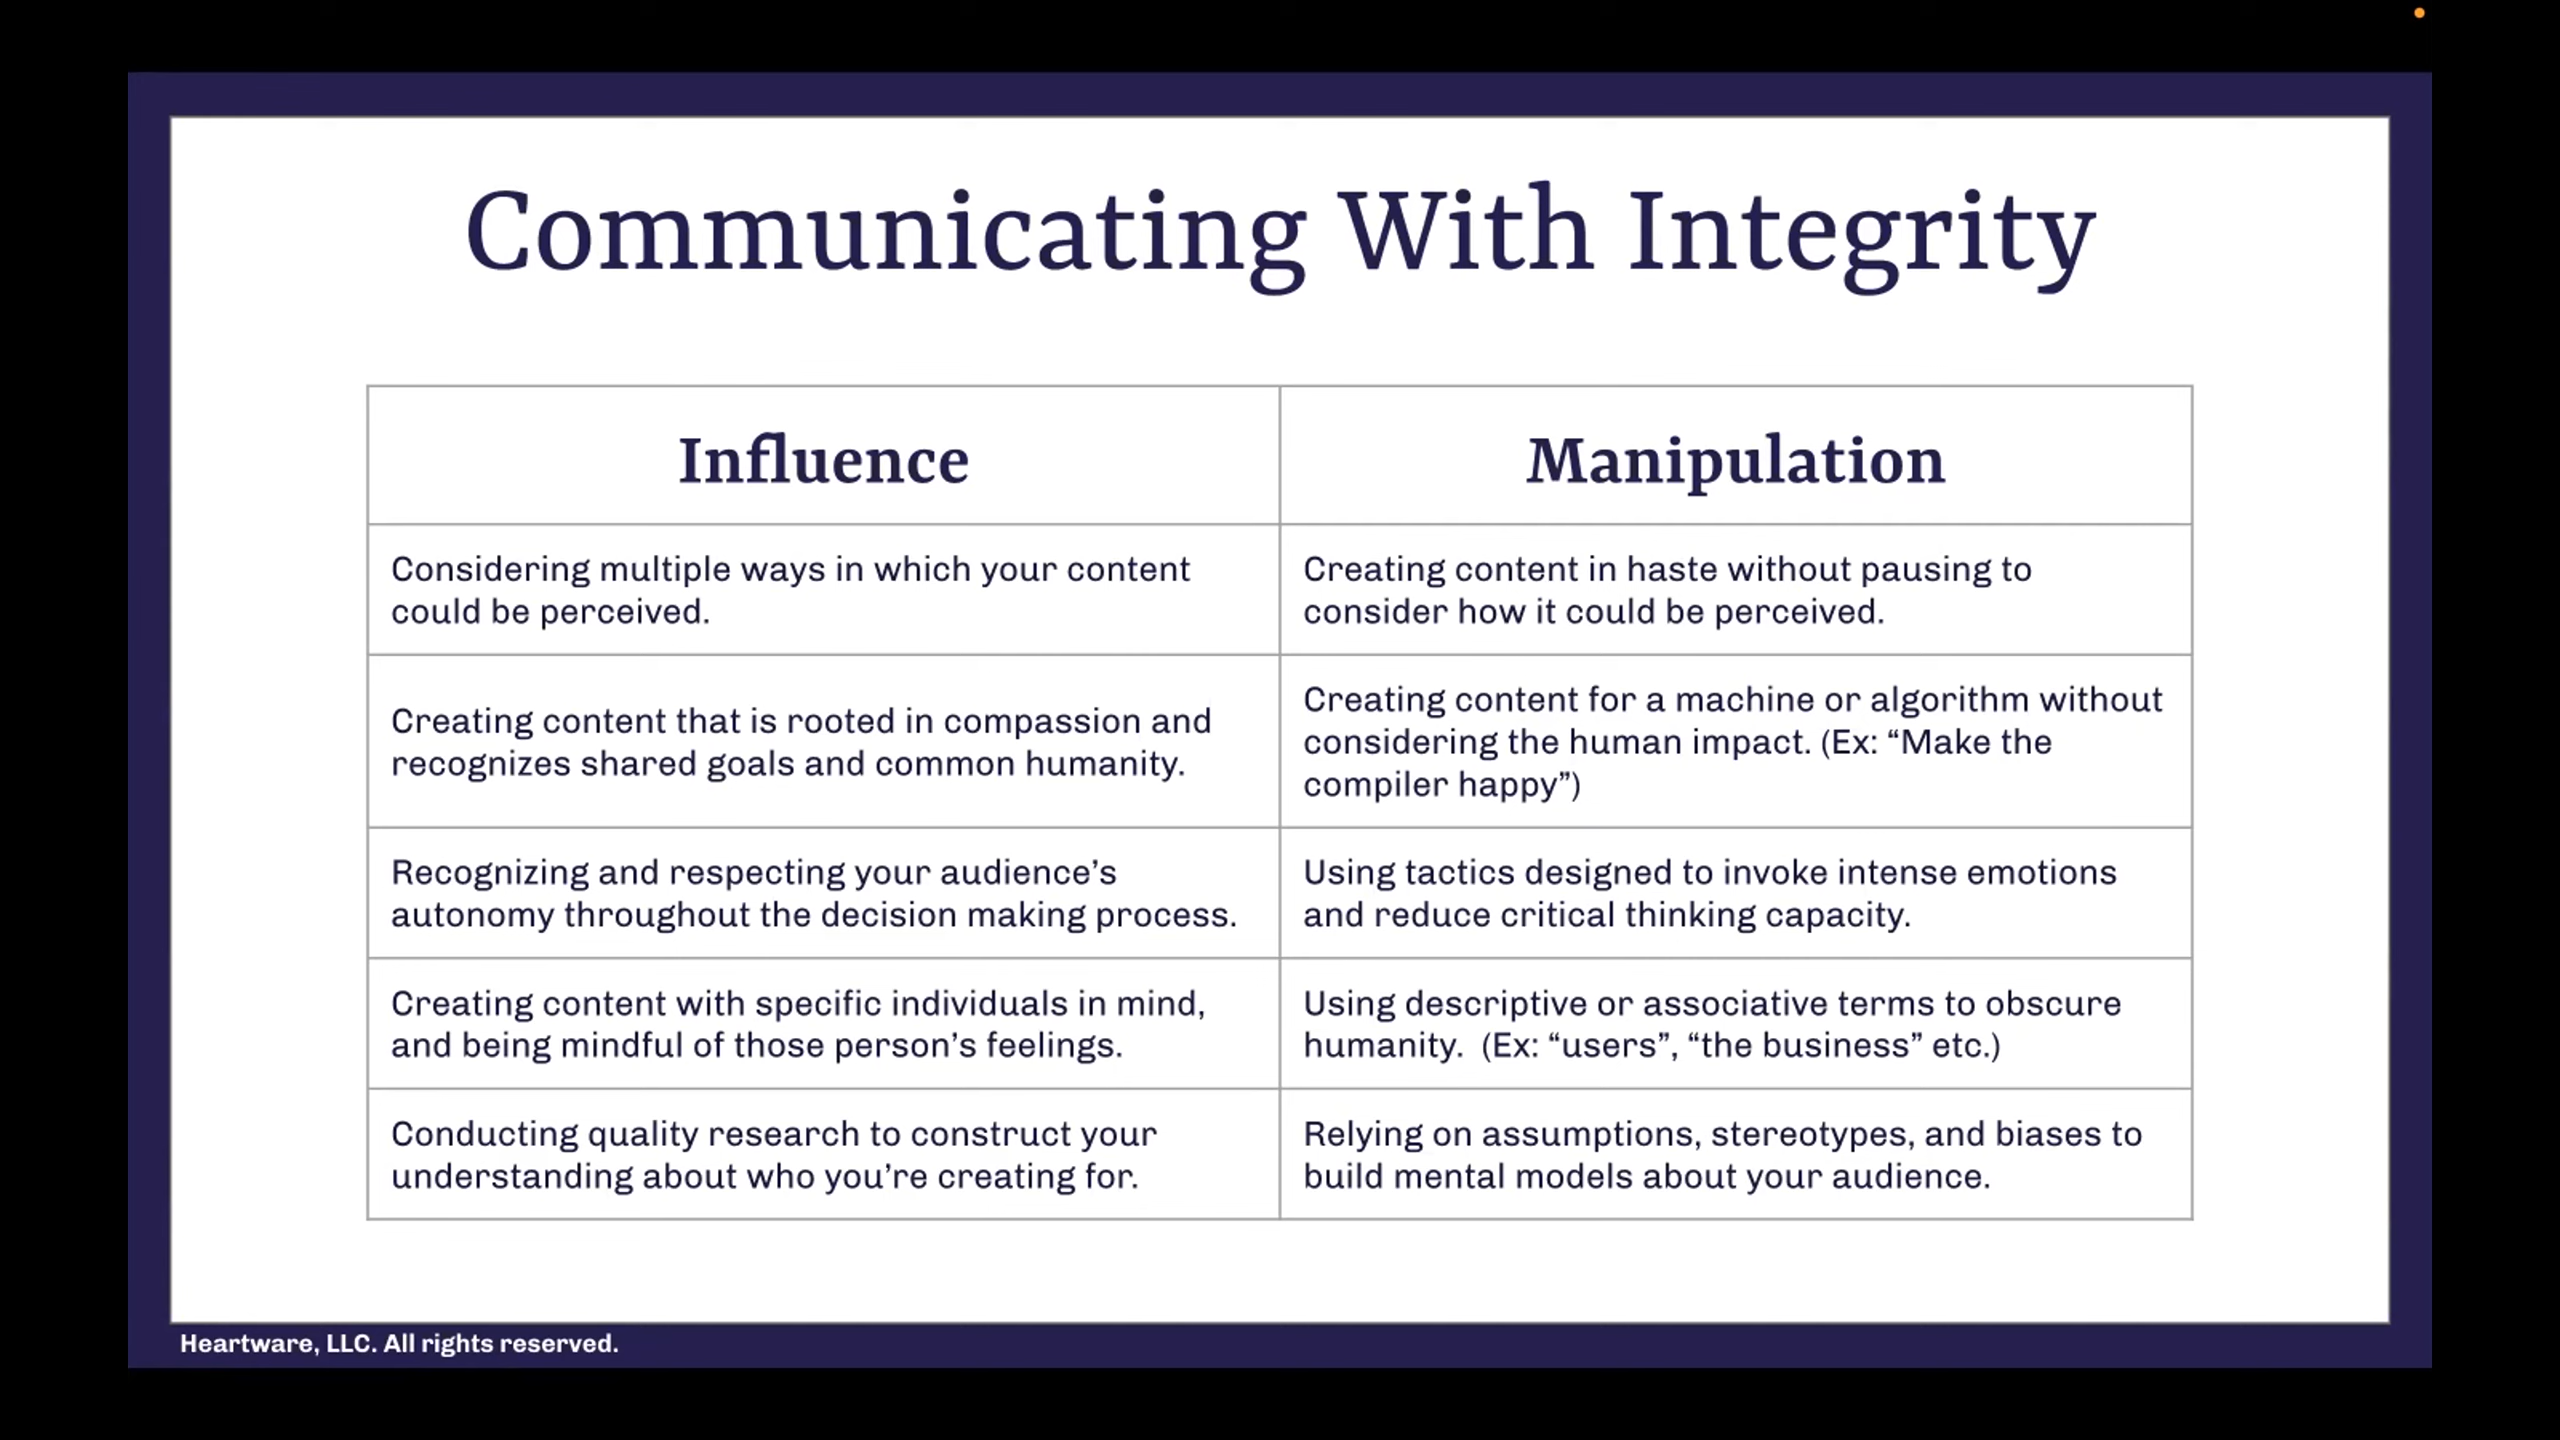 Communicating With Integrity
Influence
Manipulation
Considering multiple ways in which your content
could be perceived.
Creating content in haste without pausing to
consider how it could be perceived.
Creating content that is rooted in compassion and
recognizes shared goals and common humanity.
Creating content for a machine or algorithm without
considering the human impact. (Ex: “Make the
compiler happy”)
Recognizing and respecting your audience’s
autonomy throughout the decision making process.
Using tactics designed to invoke intense emotions
and reduce critical thinking capacity.
Creating content with specific individuals in mind,
and being mindful of those person’s feelings.
Using descriptive or associative terms to obscure
humanity.  (Ex: “users”, “the business” etc.)
Conducting quality research to construct your
understanding about who you’re creating for.
Relying on assumptions, stereotypes, and biases to
build mental models about your audience.
Heartware, LLC. All rights reserved.